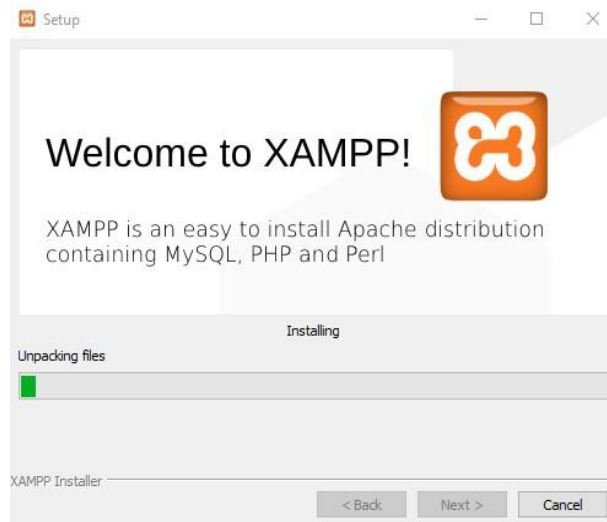 Setup
Welcome to XAMPP!
XAMPP is an easy to install Apache distribution
containing MySQL, PHP and Perl
Installing
Unpacking files
XAMPP Installer
< Back
Next >
Cancel